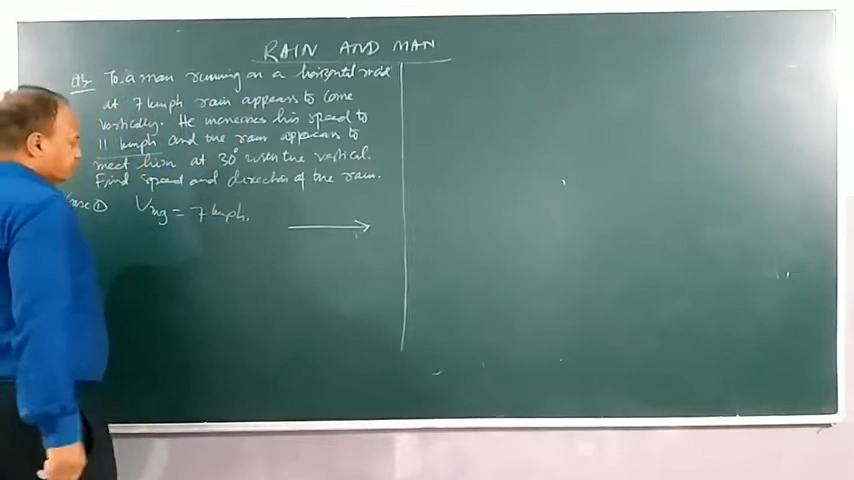 RAIN AND MAN
Q5 To a man running on a horizontal road
at 7 kmph rain appears to come
vertically. He increases his speed to
11 kmph and the rain appears to
meet him at 30° with the vertical.
Find speed and direction of the rain.
Case ① Vmg = 7 kmph.